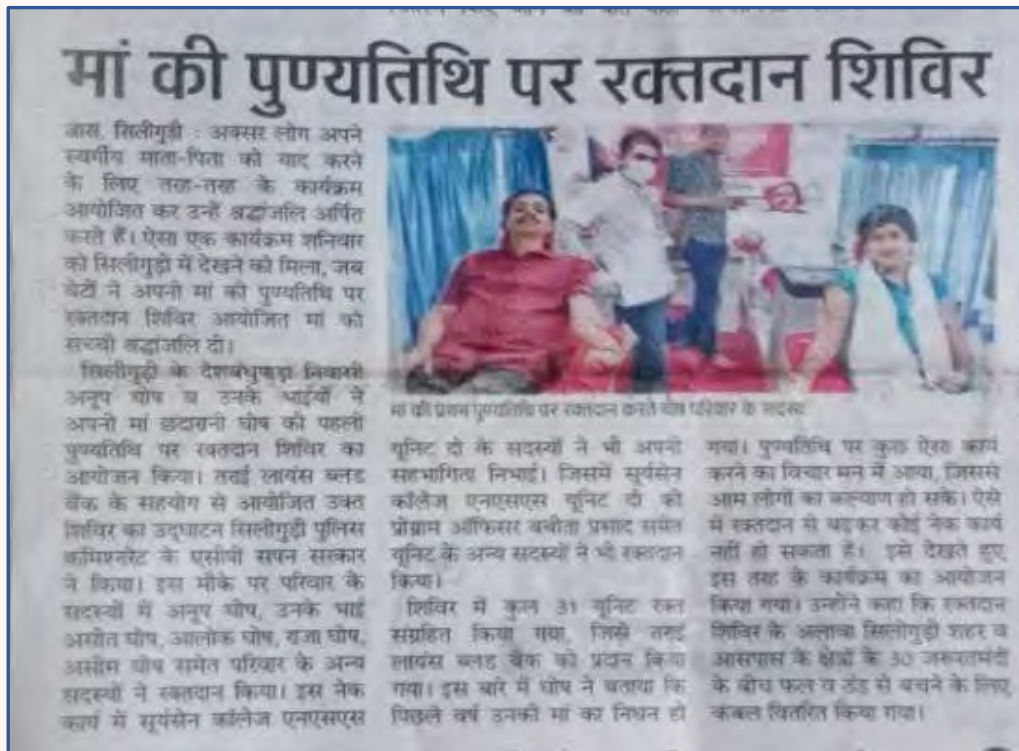 मां की पुण्यतिथि पर रक्तदान शिविर
जासं, सिलीगुड़ी : अक्सर लोग अपने
स्वर्गीय माता-पिता को याद करने
के लिए तरह-तरह के कार्यक्रम
आयोजित कर उन्हें श्रद्धांजलि अर्पित
करते हैं। ऐसा एक कार्यक्रम शनिवार
को सिलीगुड़ी में देखने को मिला, जब
बेटों ने अपनी मां की पुण्यतिथि पर
रक्तदान शिविर आयोजित मां को
सच्ची श्रद्धांजलि दी।
सिलीगुड़ी के देशबंधुपाड़ा निवासी
अनूप घोष व उनके भाईयों ने
अपनी मां छदारानी घोष की पहली
पुण्यतिथि पर रक्तदान शिविर का
आयोजन किया। तराई लायंस ब्लड
बैंक के सहयोग से आयोजित उक्त
शिविर का उद्घाटन सिलीगुड़ी पुलिस
कमिश्नरेट के एसीपी सपन सरकार
ने किया। इस मौके पर परिवार के
सदस्यों में अनूप घोष, उनके भाई
असीत घोष, आलोक घोष, राजा घोष,
असीम घोष समेत परिवार के अन्य
सदस्यों ने रक्तदान किया। इस नेक
कार्य में सूर्यसेन कॉलेज एनएसएस
मां की प्रथम पुण्यतिथि पर रक्तदान करते घोष परिवार के सदस्य
यूनिट दो के सदस्यों ने भी अपनी
सहभागिता निभाई। जिसमें सूर्यसेन
कॉलेज एनएसएस यूनिट दो की
प्रोग्राम ऑफिसर बबीता प्रसाद समेत
यूनिट के अन्य सदस्यों ने भी रक्तदान
किया।
शिविर में कुल 31 यूनिट रक्त
संग्रहित किया गया, जिसे तराई
लायंस ब्लड बैंक को प्रदान किया
गया। इस बारे में घोष ने बताया कि
पिछले वर्ष उनकी मां का निधन हो
गया। पुण्यतिथि पर कुछ ऐसा कार्य
करने का विचार मन में आया, जिससे
आम लोगों का कल्याण हो सके। ऐसे
में रक्तदान से बढ़कर कोई नेक कार्य
नहीं हो सकता है। इसे देखते हुए
इस तरह के कार्यक्रम का आयोजन
किया गया। उन्होंने कहा कि रक्तदान
शिविर के अलावा सिलीगुड़ी शहर व
आसपास के क्षेत्रों के 50 जरूरतमंदों
के बीच फल व ठंड से बचने के लिए
कंबल वितरित किया गया।